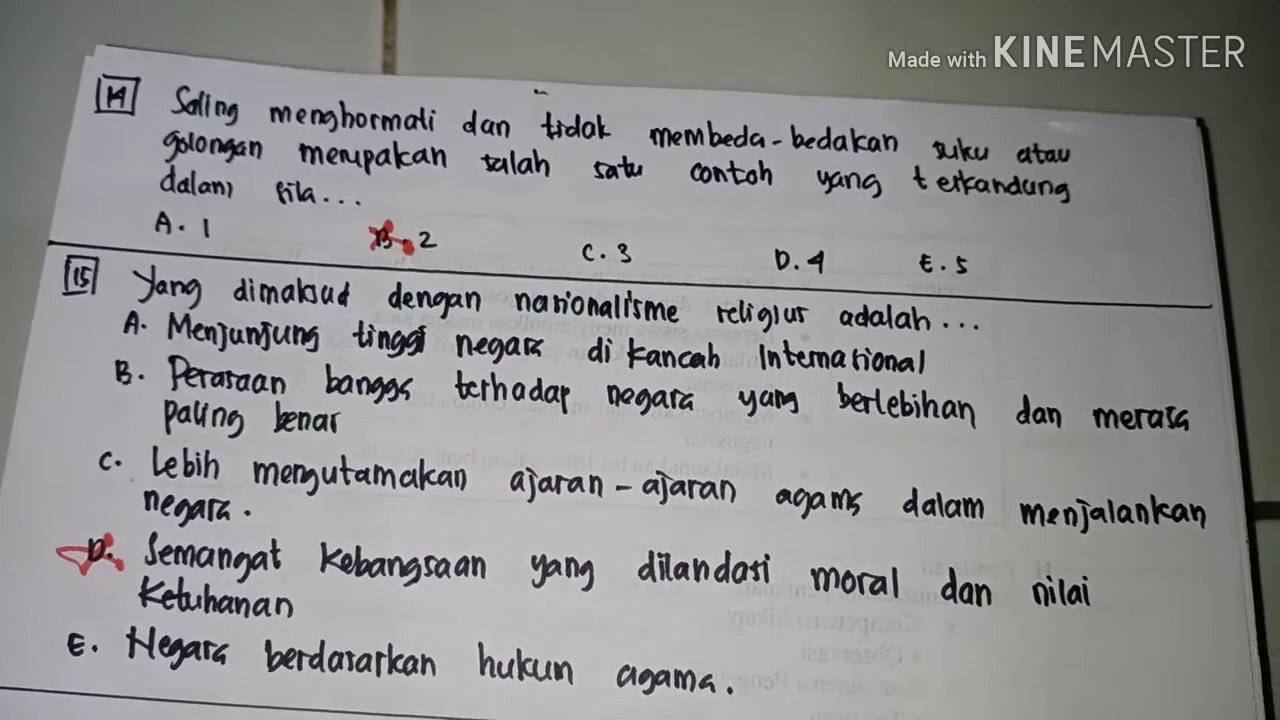 Made with KINEMASTER
14 Saling menghormati dan tidak membeda-bedakan suku atau
golongan merupakan salah satu contoh yang terkandung
dalam sila...
A. 1 B. 2 C. 3 D. 4 E. 5
15 Yang dimaksud dengan nasionalisme religius adalah...
A. Menjunjung tinggi negara di kancah International
B. Perasaan bangga terhadap negara yang berlebihan dan merasa
paling benar
C. Lebih mengutamakan ajaran-ajaran agama dalam menjalankan
negara.
D. Semangat Kebangsaan yang dilandasi moral dan nilai
Ketuhanan
E. Negara berdasarkan hukun agama.